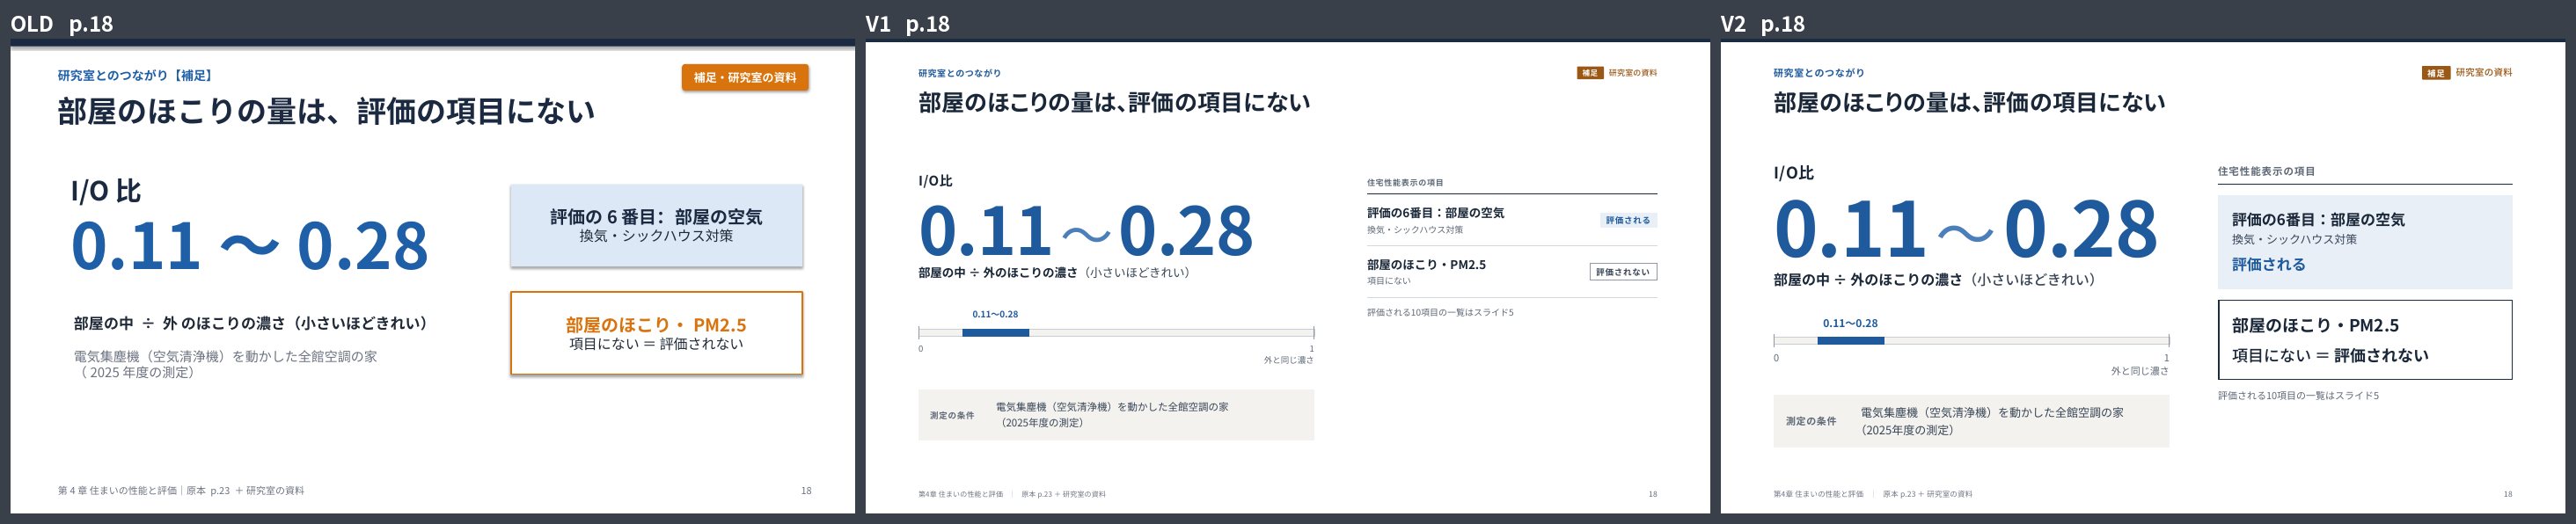 OLD p.18
研究室とのつながり【補足】
補足・研究室の資料
部屋のほこりの量は、評価の項目にない
I/O 比
0.11 〜 0.28
部屋の中 ÷ 外 のほこりの濃さ（小さいほどきれい）
電気集塵機（空気清浄機）を動かした全館空調の家
（ 2025 年度の測定）
評価の 6 番目： 部屋の空気
換気・シックハウス対策
部屋のほこり・ PM2.5
項目にない ＝ 評価されない
第 4 章 住まいの性能と評価｜原本 p.23 ＋ 研究室の資料
18
V1 p.18
研究室とのつながり
補足 研究室の資料
部屋のほこりの量は、評価の項目にない
I/O比
0.11〜0.28
部屋の中 ÷ 外のほこりの濃さ（小さいほどきれい）
0.11〜0.28
0
1
外と同じ濃さ
測定の条件
電気集塵機（空気清浄機）を動かした全館空調の家
（2025年度の測定）
住宅性能表示の項目
評価の6番目：部屋の空気
換気・シックハウス対策
評価される
部屋のほこり・PM2.5
項目にない
評価されない
評価される10項目の一覧はスライド5
第4章 住まいの性能と評価｜原本 p.23 ＋ 研究室の資料
18
V2 p.18
研究室とのつながり
補足 研究室の資料
部屋のほこりの量は、評価の項目にない
I/O比
0.11〜0.28
部屋の中 ÷ 外のほこりの濃さ（小さいほどきれい）
0.11〜0.28
0
1
外と同じ濃さ
測定の条件
電気集塵機（空気清浄機）を動かした全館空調の家
（2025年度の測定）
住宅性能表示の項目
評価の6番目：部屋の空気
換気・シックハウス対策
評価される
部屋のほこり・PM2.5
項目にない ＝ 評価されない
評価される10項目の一覧はスライド5
第4章 住まいの性能と評価｜原本 p.23 ＋ 研究室の資料
18